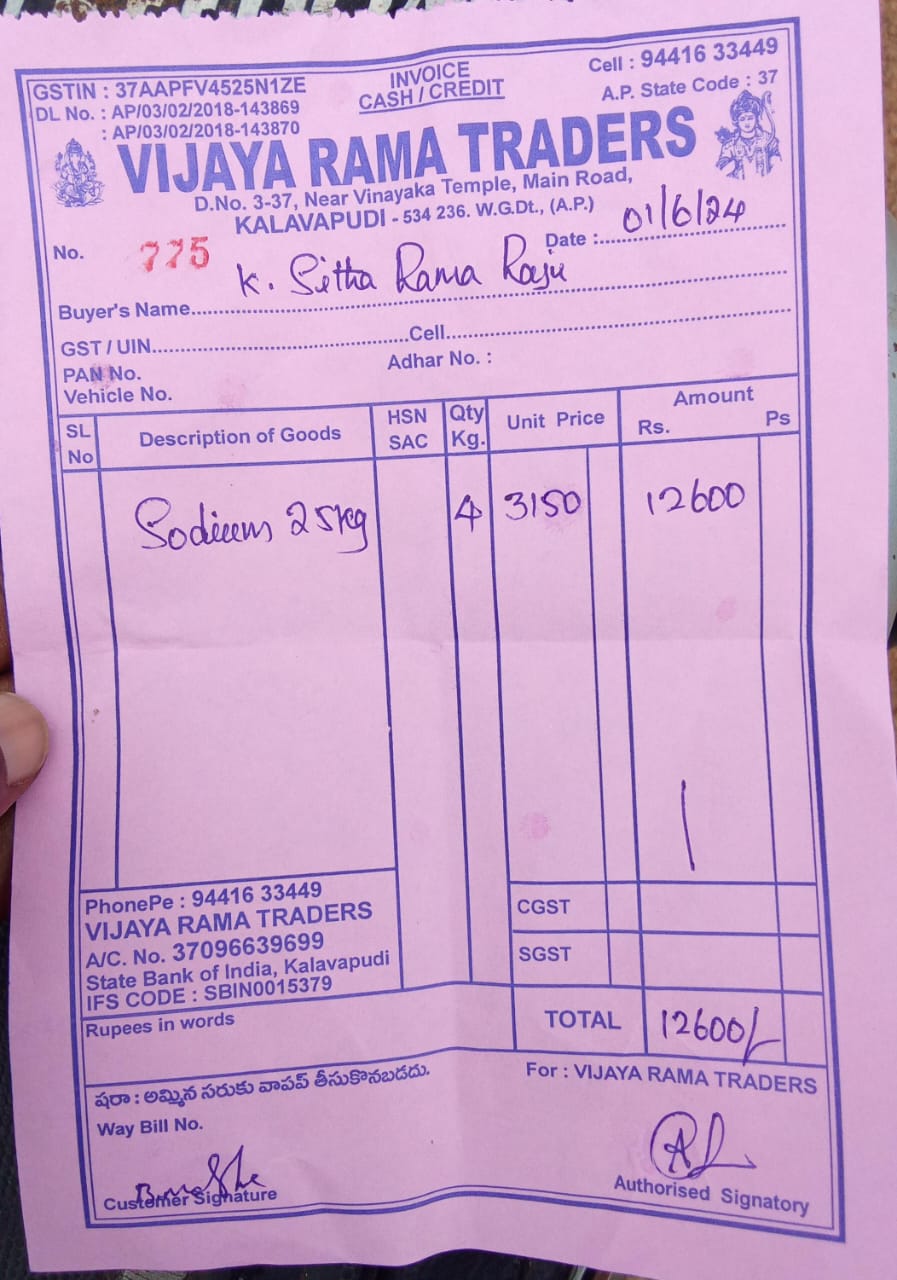 GSTIN : 37AAPFV4525N1ZE
INVOICE
Cell : 94416 33449
DL No. : AP/03/02/2018-143869
CASH / CREDIT
A.P. State Code : 37
: AP/03/02/2018-143870
VIJAYA RAMA TRADERS
D.No. 3-37, Near Vinayaka Temple, Main Road,
KALAVAPUDI - 534 236. W.G.Dt., (A.P.)
No. 775
Date : 01/6/24
Buyer's Name K. Sitha Rama Raju
GST / UIN Cell
PAN No. Adhar No. :
Vehicle No.
SL No Description of Goods HSN SAC Qty Kg. Unit Price Amount Rs. Ps
Sodium 25kg 4 3150 12600
PhonePe : 94416 33449
VIJAYA RAMA TRADERS
A/C. No. 37096639699
State Bank of India, Kalavapudi
IFS CODE : SBIN0015379
CGST
SGST
Rupees in words
TOTAL 12600/-
షరా : అమ్మిన సరుకు వాపస్ తీసుకొనబడదు.
For : VIJAYA RAMA TRADERS
Way Bill No.
Customer Signature
Authorised Signatory